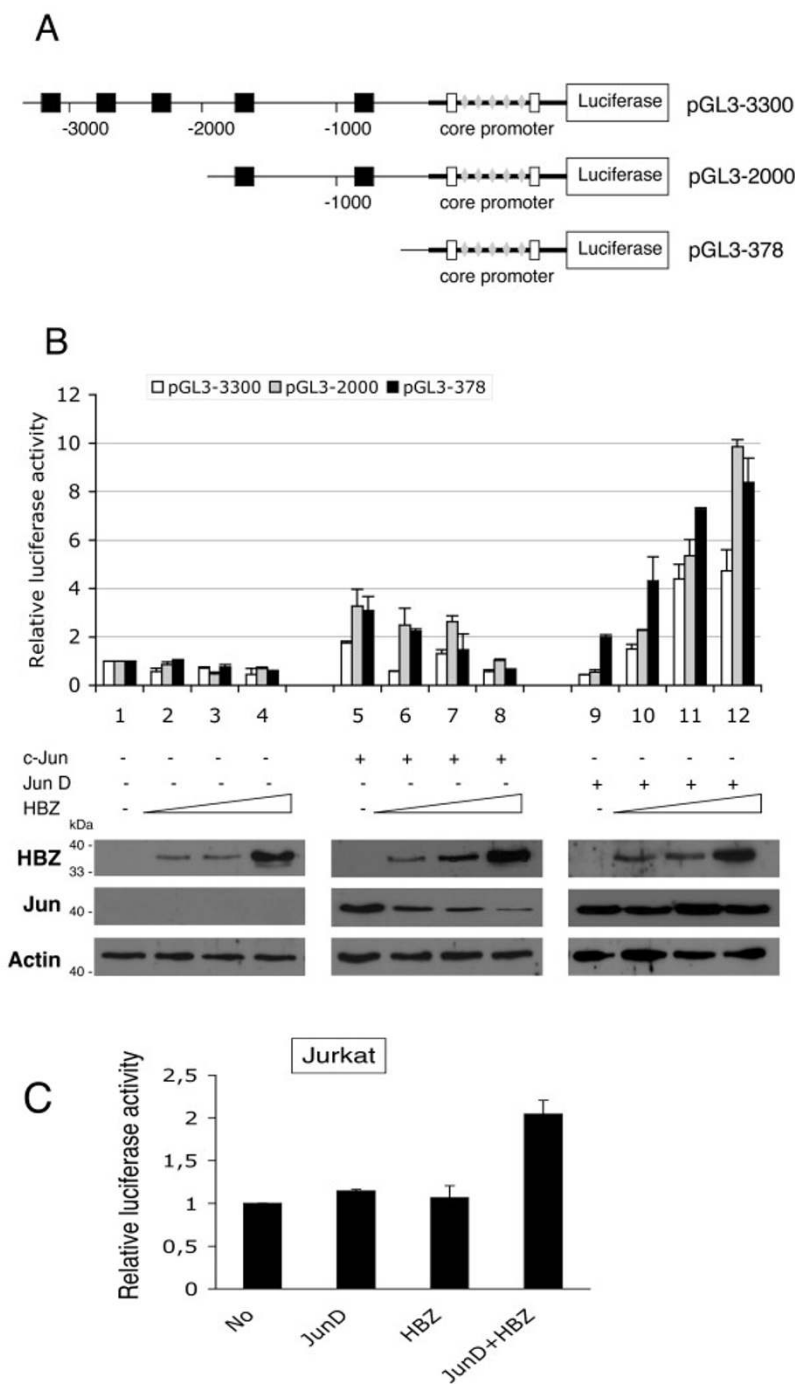 A
Luciferase pGL3-3300
-3000 -2000 -1000 core promoter
Luciferase pGL3-2000
-1000 core promoter
Luciferase pGL3-378
core promoter
B
pGL3-3300 pGL3-2000 pGL3-378
Relative luciferase activity
12
10
8
6
4
2
0
1 2 3 4 5 6 7 8 9 10 11 12
c-Jun - - - - + + + + - - - -
Jun D - - - - - - - - + + + +
HBZ - - -
kDa
HBZ 40 -
33 -
Jun 40 -
Actin
40 -
C
Jurkat
Relative luciferase activity
2,5
2
1,5
1
0,5
0
No JunD HBZ JunD+HBZ